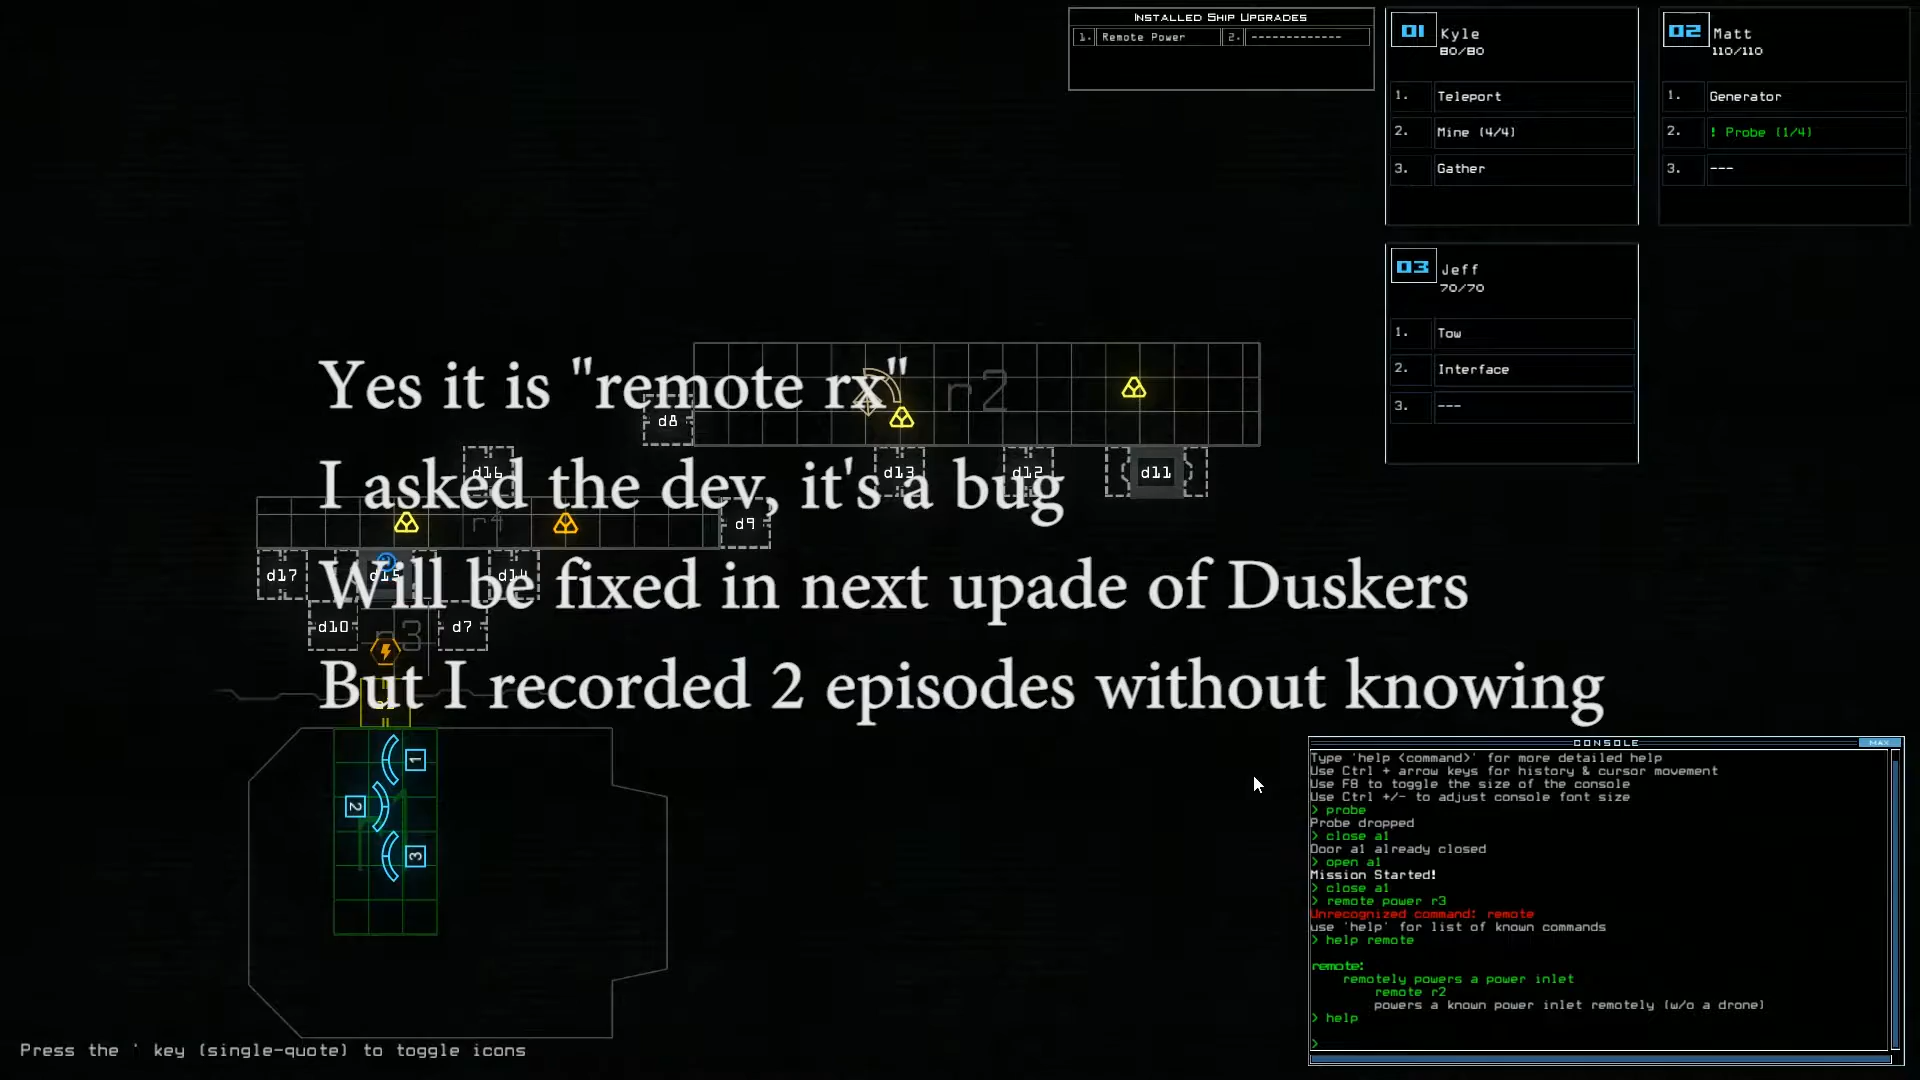 Installed Ship Upgrades
1. Remote Power 2. -------------
01 Kyle
80/80
1. Teleport
2. Mine (4/4)
3. Gather
02 Matt
110/110
1. Generator
2. ! Probe (1/4)
3. ---
03 Jeff
70/70
1. Tow
2. Interface
3. ---
Yes it is "remote rx"
I asked the dev, it's a bug
Will be fixed in next upade of Duskers
But I recorded 2 episodes without knowing
r2
d8
d16
d13
d12
d11
r4
d9
d17
d15
d14
d10
r3
d7
1
2
3
CONSOLE
MAX
Type 'help <command>' for more detailed help
Use Ctrl + arrow keys for history & cursor movement
Use F8 to toggle the size of the console
Use Ctrl +/- to adjust console font size
> probe
Probe dropped
> close a1
Door a1 already closed
> open a1
Mission Started!
> close a1
> remote power r3
Unrecognized command: remote
use 'help' for list of known commands
> help remote
remote:
remotely powers a power inlet
remote r2
powers a known power inlet remotely (w/o a drone)
> help
>
Press the ' key (single-quote) to toggle icons